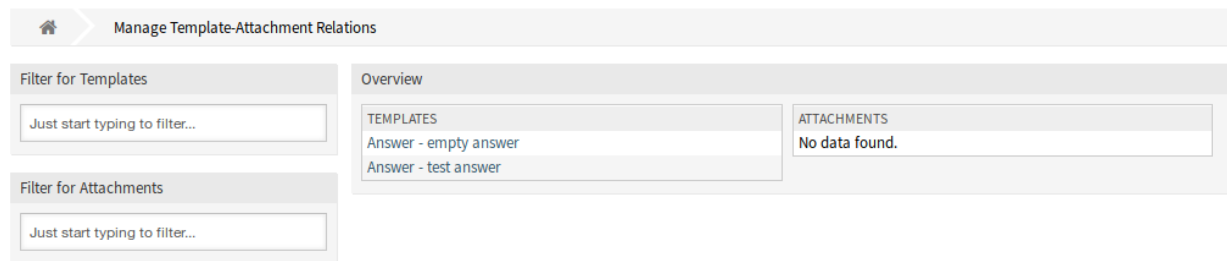 Manage Template-Attachment Relations
Filter for Templates
Just start typing to filter...
Filter for Attachments
Just start typing to filter...
Overview
TEMPLATES
Answer - empty answer
Answer - test answer
ATTACHMENTS
No data found.